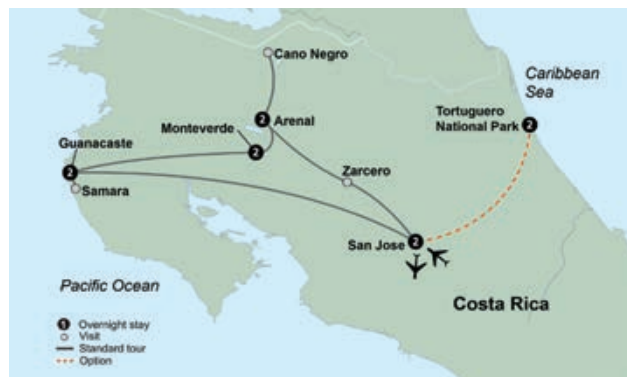 Cano Negro
Caribbean
Sea
2
Arenal
Tortuguero
National Park
2
Monteverde
2
Guanacaste
2
Samara
Zarcero
San Jose
2
Pacific Ocean
Costa Rica
1 Overnight stay
Visit
Standard tour
Option